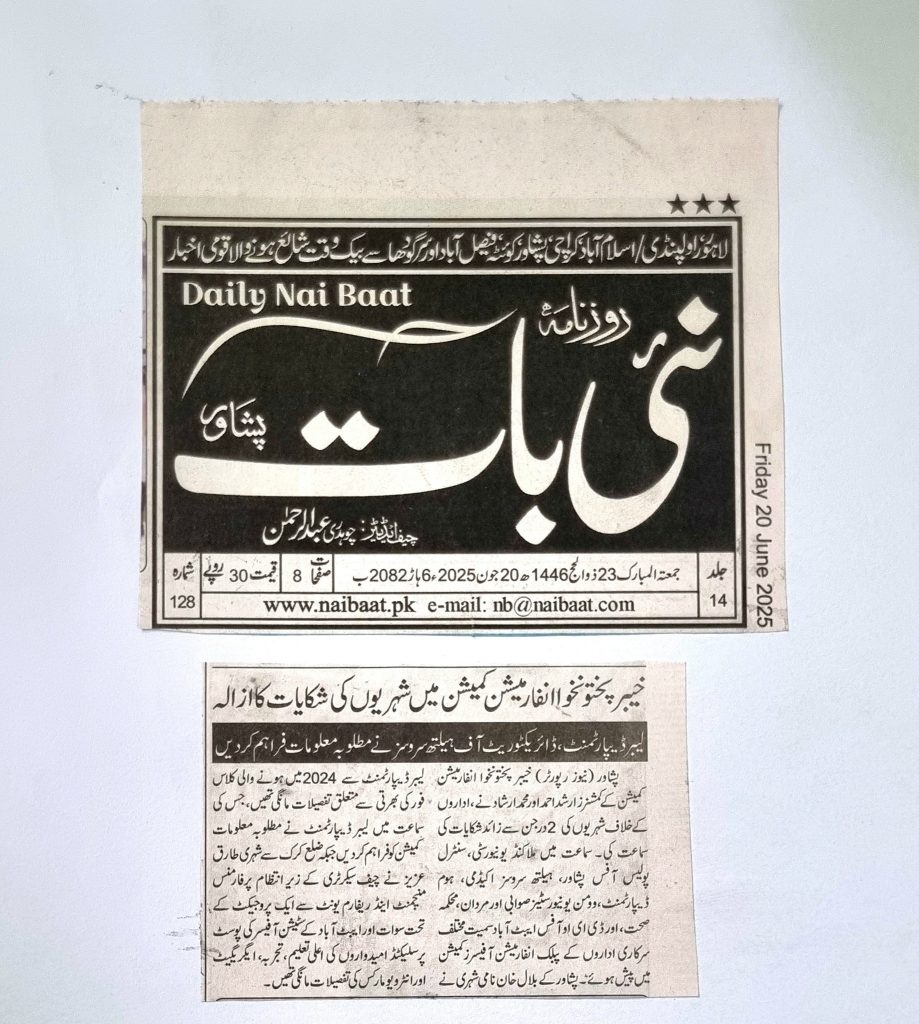 ★★★
لاہور، راولپنڈی/اسلام آباد، کراچی، پشاور، کوئٹہ، فیصل آباد اور سرگودھا سے بیک وقت شائع ہونے والا قومی اخبار
Daily Nai Baat
روزنامہ
نئی بات
پشاور
چیف ایڈیٹر: چوہدری عبدالرحمٰن
جلد 14
جمعتہ المبارک 23 ذوالحج 1446ھ 20 جون 2025ء 6 ہاڑ 2082 ب
صفحات 8
قیمت 30 روپے
شمارہ 128
www.naibaat.pk e-mail: nb@naibaat.com
Friday 20 June 2025
خیبر پختونخوا انفارمیشن کمیشن میں شہریوں کی شکایات کا ازالہ
لیبر ڈیپارٹمنٹ، ڈائریکٹوریٹ آف ہیلتھ سروسز نے مطلوبہ معلومات فراہم کردیں
پشاور (نیوز رپورٹر) خیبر پختونخوا انفارمیشن
کمیشن کے کمشنرز ارشد احمد اور محمد ارشاد نے، اداروں
کے خلاف شہریوں کی 2 درجن سے زائد شکایات کی
سماعت کی۔ سماعت میں ملاکنڈ یونیورسٹی، سنٹرل
پولیس آفس پشاور، ہیلتھ سروسز اکیڈمی، ہوم
ڈیپارٹمنٹ، وومن یونیورسٹیز صوابی اور مردان، محکمہ
صحت، اور ڈی ای او آفس ایبٹ آباد سمیت مختلف
سرکاری اداروں کے پبلک انفارمیشن آفیسرز کمیشن
میں پیش ہوئے۔ پشاور کے بلال خان نامی شہری نے
لیبر ڈیپارٹمنٹ سے 2024 میں ہونے والی کلاس
فور کی بھرتی سے متعلق تفصیلات مانگی تھیں، جس کی
سماعت میں لیبر ڈیپارٹمنٹ نے مطلوبہ معلومات
کمیشن کو فراہم کردیں جبکہ ضلع کرک سے شہری طارق
عزیز نے چیف سیکرٹری کے زیر انتظام پرفارمنس
منیجمنٹ اینڈ ریفارم یونٹ سے ایک پروجیکٹ کے
تحت سوات اور ایبٹ آباد کے سٹیشن آفیسر کی پوسٹ
پر سلیکٹڈ امیدواروں کی اعلیٰ تعلیم، تجربہ، ایگریگیٹ
اور انٹرویو مارکس کی تفصیلات مانگی تھیں۔